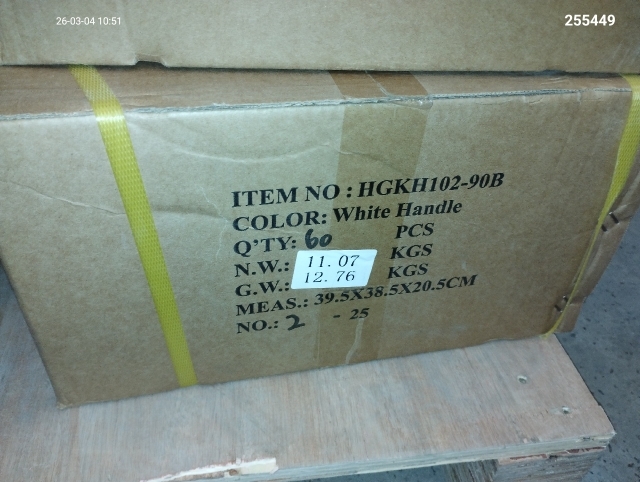 26-03-04 10:51
255449
ITEM NO : HGKH102-90B
COLOR: White Handle
Q'TY: 60 PCS
N.W.: 11.07 KGS
G.W.: 12.76 KGS
MEAS.: 39.5X38.5X20.5CM
NO.: 2 - 25